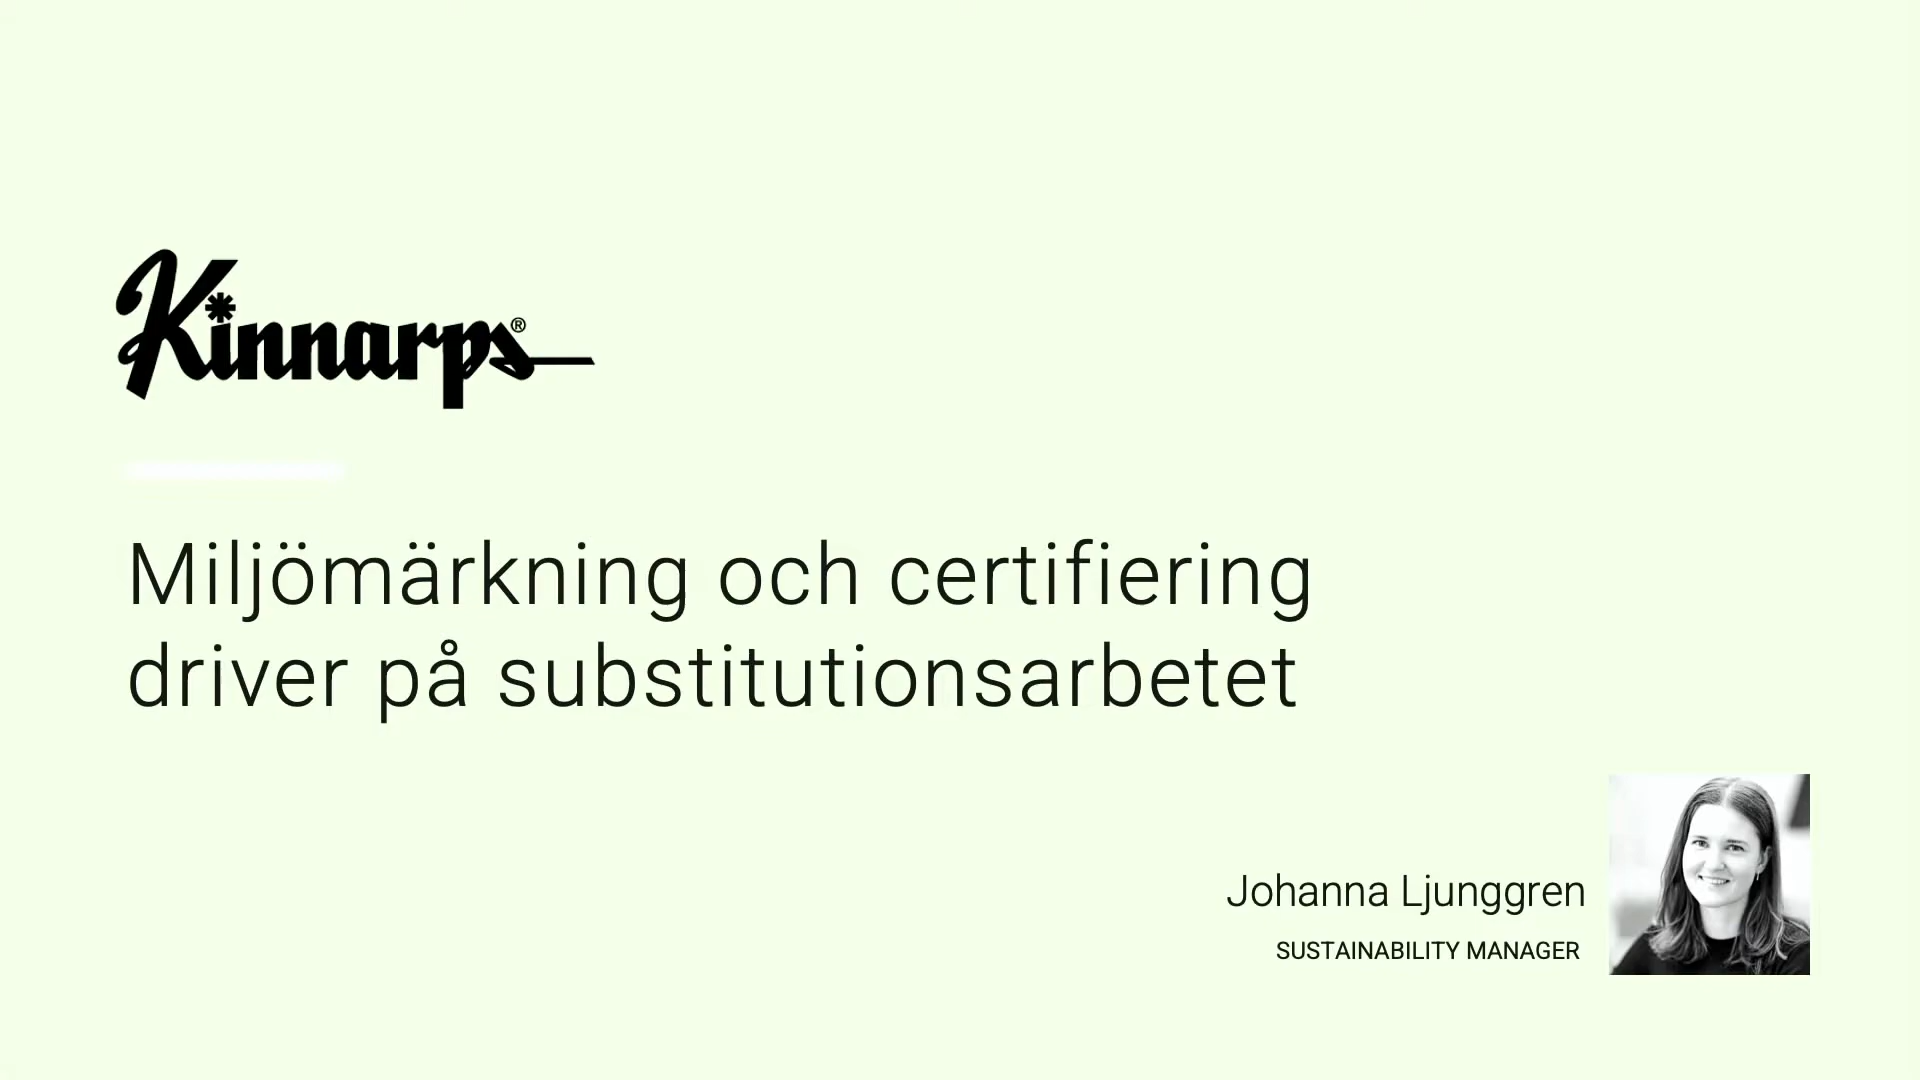 Kinnarps®
Miljömärkning och certifiering
driver på substitutionsarbetet
Johanna Ljunggren
SUSTAINABILITY MANAGER